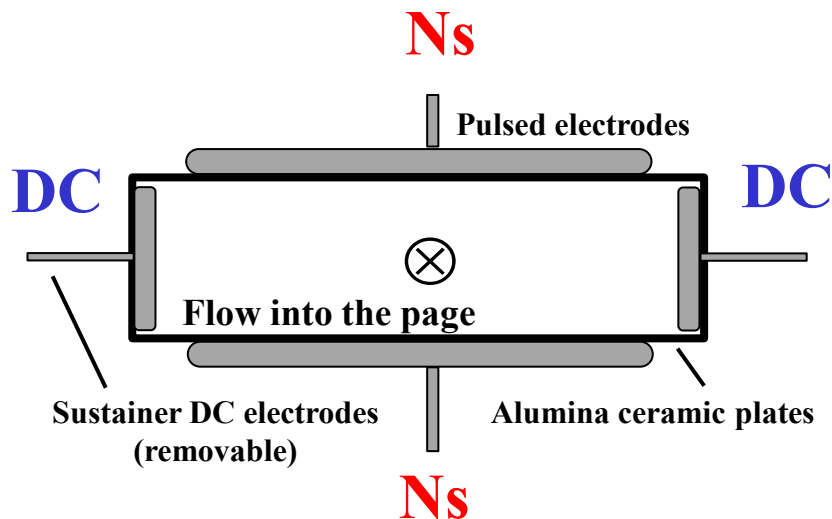 Ns
Pulsed electrodes
DC
DC
Flow into the page
Sustainer DC electrodes
(removable)
Alumina ceramic plates
Ns